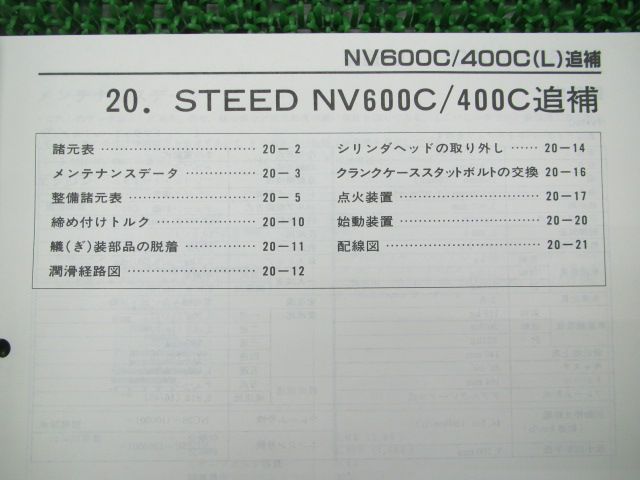 NV600C/400C(L)追補
20. STEED NV600C/400C追補
諸元表 20-2
メンテナンスデータ 20-3
整備諸元表 20-5
締め付けトルク 20-10
艤(ぎ)装部品の脱着 20-11
潤滑経路図 20-12
シリンダヘッドの取り外し 20-14
クランクケーススタットボルトの交換 20-16
点火装置 20-17
始動装置 20-20
配線図 20-21